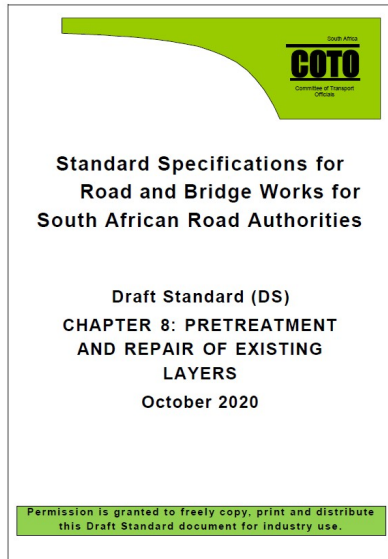 South Africa
COTO
Committee of Transport
Officials
Standard Specifications for
Road and Bridge Works for
South African Road Authorities
Draft Standard (DS)
CHAPTER 8: PRETREATMENT
AND REPAIR OF EXISTING
LAYERS
October 2020
Permission is granted to freely copy, print and distribute
this Draft Standard document for industry use.